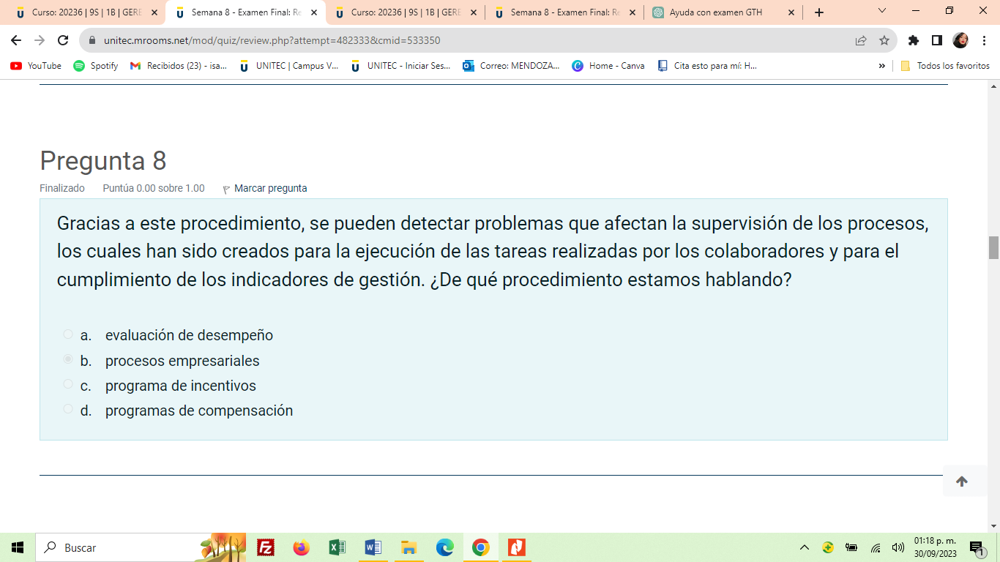 Curso: 20236 | 9S | 1B | GERE
Semana 8 - Examen Final: Re
Curso: 20236 | 9S | 1B | GERE
Semana 8 - Examen Final: Re
Ayuda con examen GTH
unitec.mrooms.net/mod/quiz/review.php?attempt=482333&cmid=533350
YouTube
Spotify
Recibidos (23) - isa...
UNITEC | Campus V...
UNITEC - Iniciar Ses...
Correo: MENDOZA...
Home - Canva
Cita esto para mí: H...
»
Todos los favoritos
Pregunta 8
Finalizado Puntúa 0.00 sobre 1.00 Marcar pregunta
Gracias a este procedimiento, se pueden detectar problemas que afectan la supervisión de los procesos,
los cuales han sido creados para la ejecución de las tareas realizadas por los colaboradores y para el
cumplimiento de los indicadores de gestión. ¿De qué procedimiento estamos hablando?
a. evaluación de desempeño
b. procesos empresariales
c. programa de incentivos
d. programas de compensación
Buscar
01:18 p. m.
30/09/2023
1